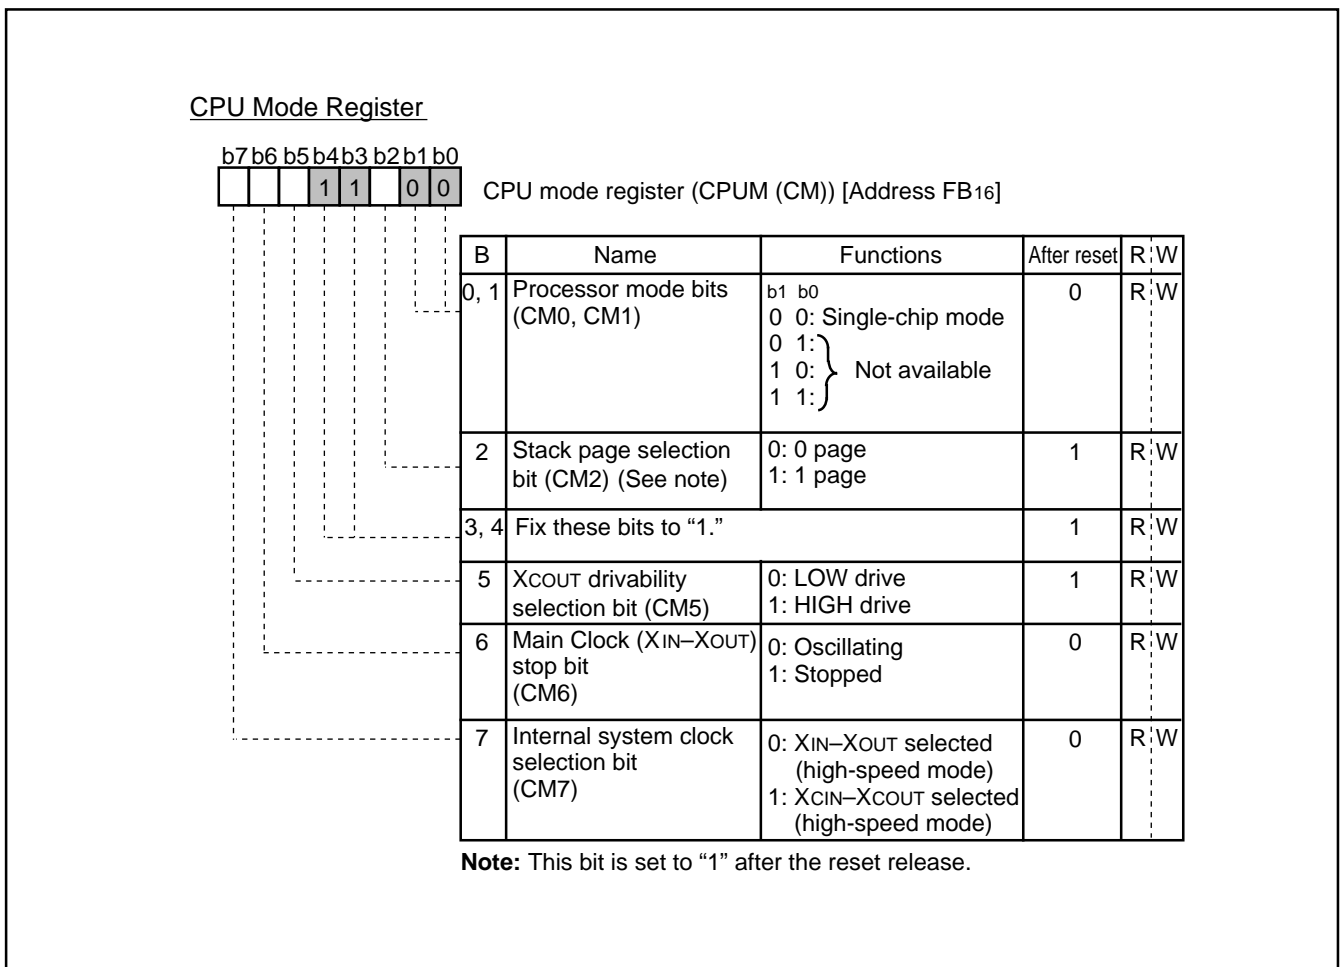 CPU Mode Register
b7 b6 b5 b4 b3 b2 b1 b0
1 1 0 0
CPU mode register (CPUM (CM)) [Address FB16]
B Name Functions After reset R W
0, 1 Processor mode bits (CM0, CM1)
b1 b0
0 0: Single-chip mode
0 1:
1 0: Not available
1 1:
0 R W
2 Stack page selection bit (CM2) (See note)
0: 0 page
1: 1 page
1 R W
3, 4 Fix these bits to “1.” 1 R W
5 XCOUT drivability selection bit (CM5)
0: LOW drive
1: HIGH drive
1 R W
6 Main Clock (XIN–XOUT) stop bit (CM6)
0: Oscillating
1: Stopped
0 R W
7 Internal system clock selection bit (CM7)
0: XIN–XOUT selected (high-speed mode)
1: XCIN–XCOUT selected (high-speed mode)
0 R W
Note: This bit is set to “1” after the reset release.